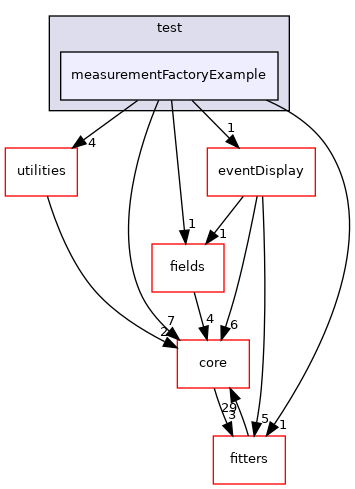 test
measurementFactoryExample
4
1
utilities
eventDisplay
1
1
fields
7
2
4
6
core
29
3
5
1
fitters